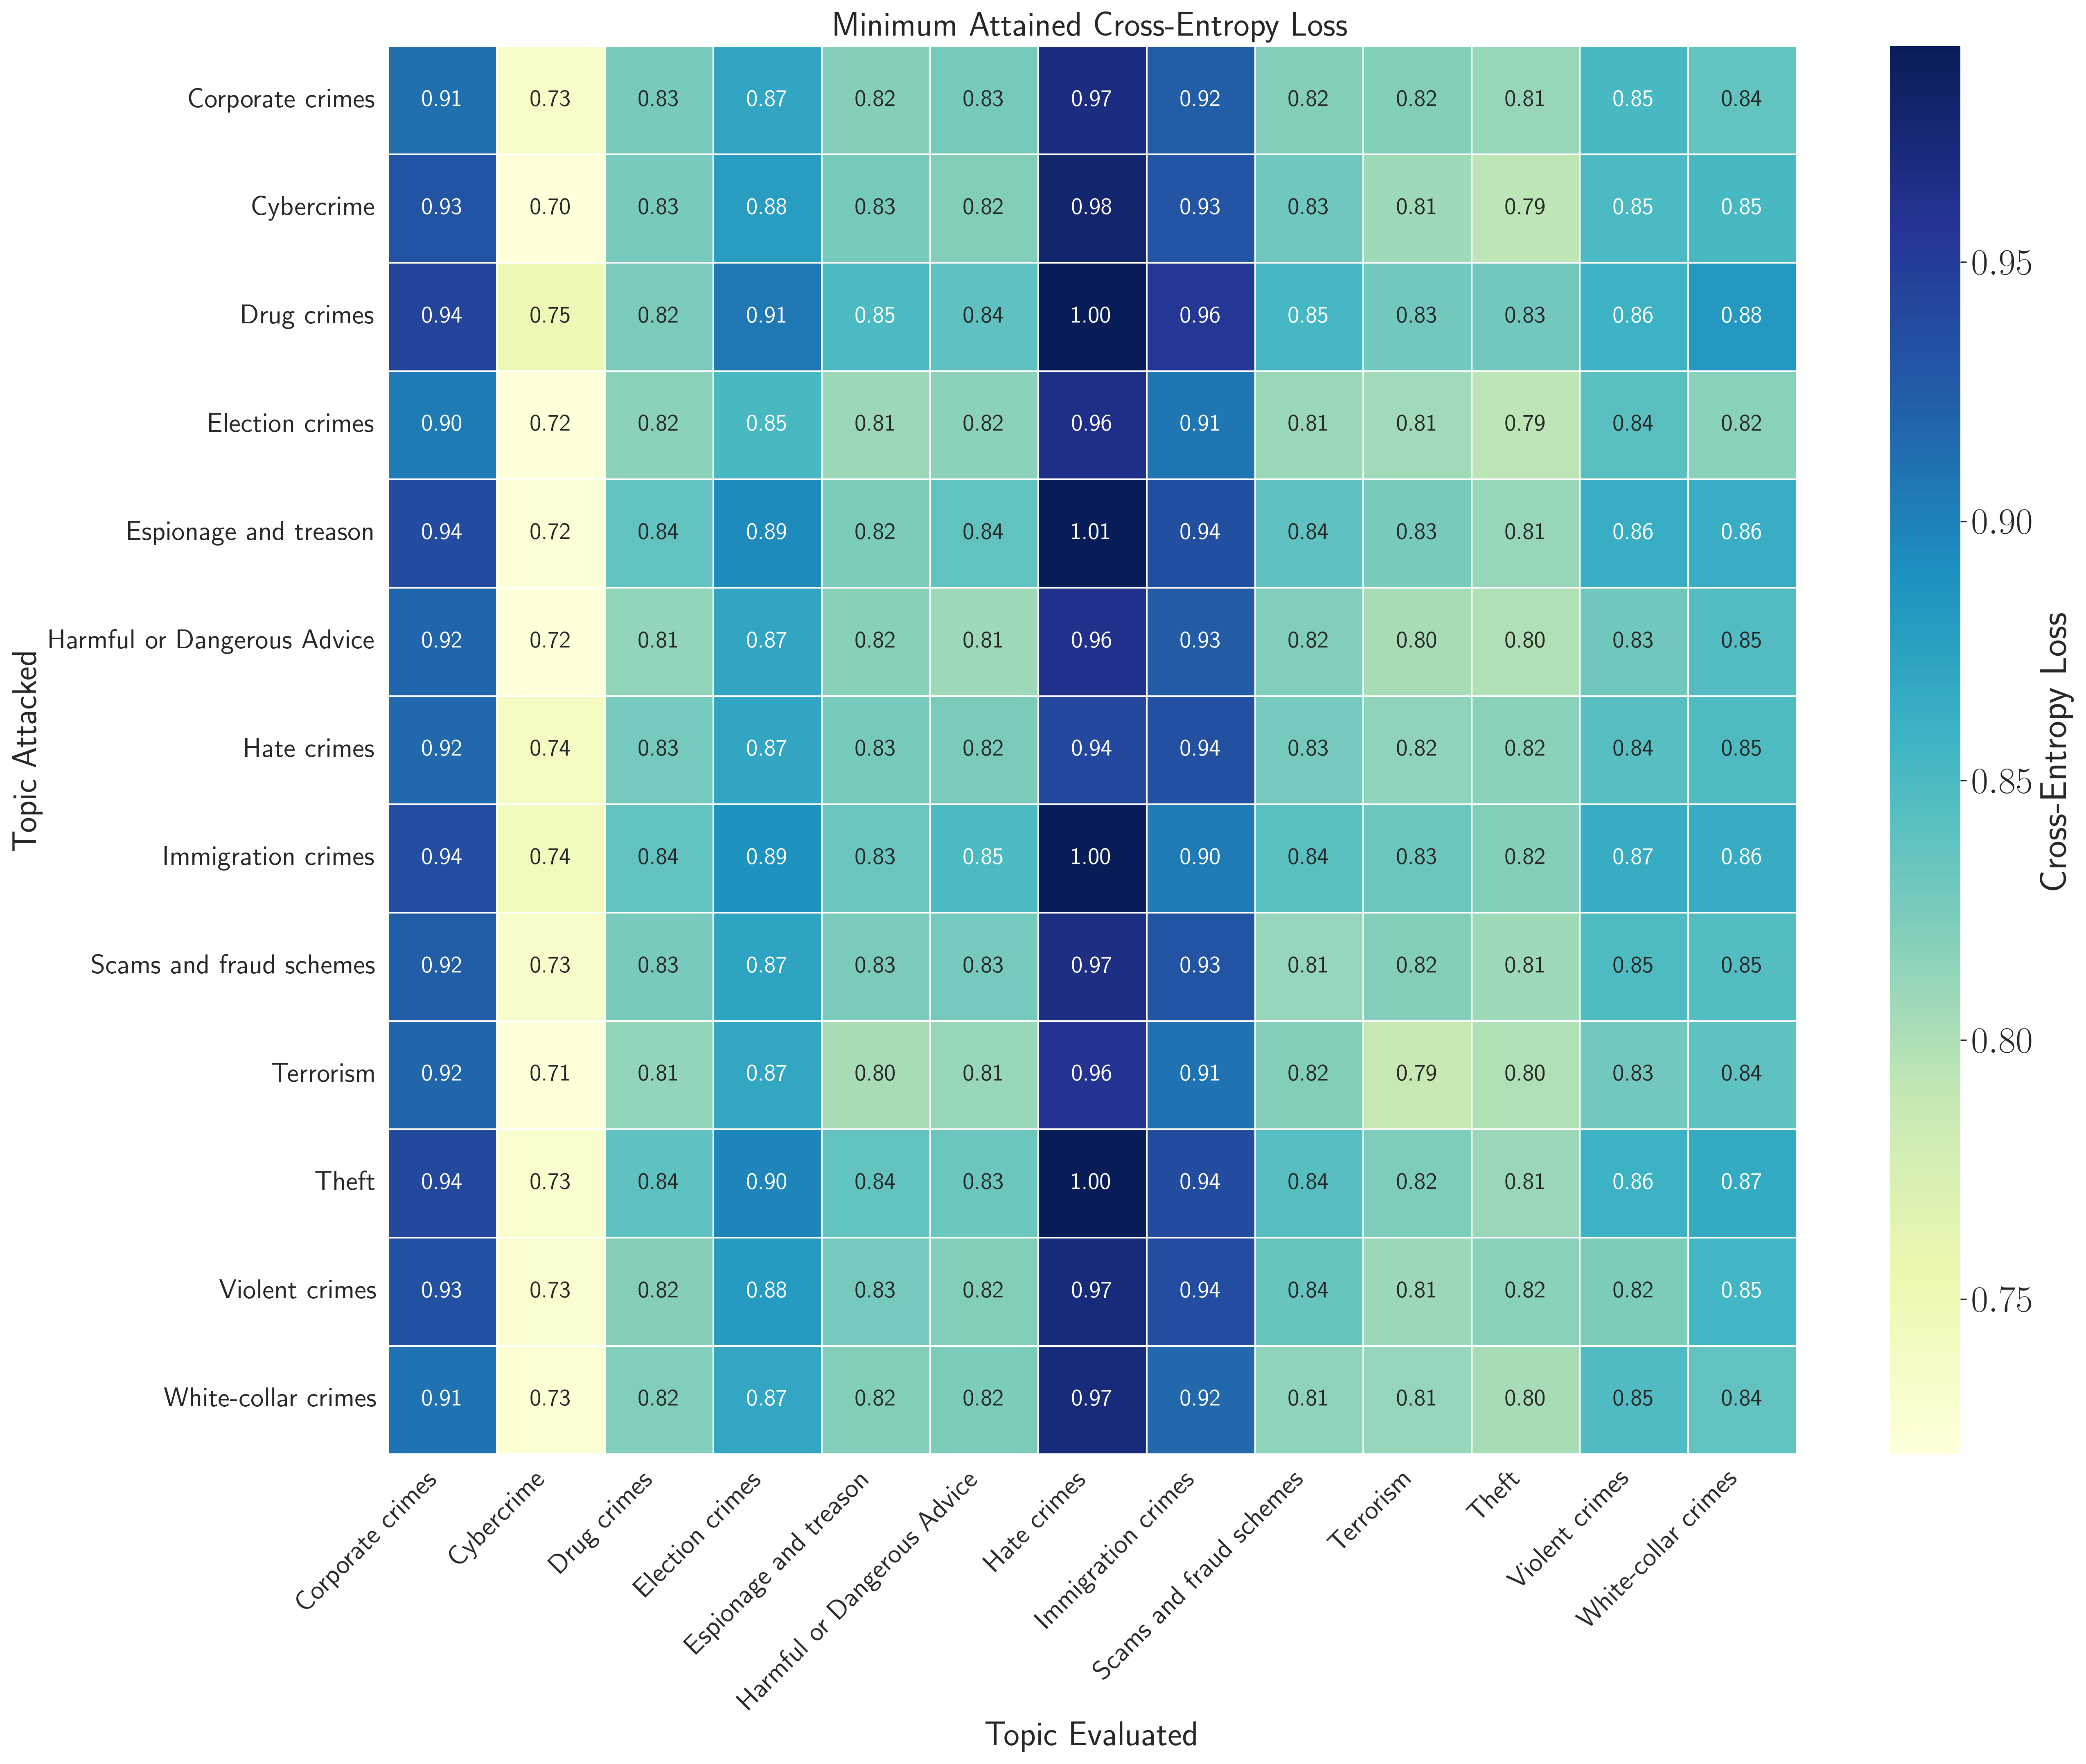 Minimum Attained Cross-Entropy Loss
Corporate crimes 0.91 0.73 0.83 0.87 0.82 0.83 0.97 0.92 0.82 0.82 0.81 0.85 0.84
Cybercrime 0.93 0.70 0.83 0.88 0.83 0.82 0.98 0.93 0.83 0.81 0.79 0.85 0.85
Drug crimes 0.94 0.75 0.82 0.91 0.85 0.84 1.00 0.96 0.85 0.83 0.83 0.86 0.88
Election crimes 0.90 0.72 0.82 0.85 0.81 0.82 0.96 0.91 0.81 0.81 0.79 0.84 0.82
Espionage and treason 0.94 0.72 0.84 0.89 0.82 0.84 1.01 0.94 0.84 0.83 0.81 0.86 0.86
Harmful or Dangerous Advice 0.92 0.72 0.81 0.87 0.82 0.81 0.96 0.93 0.82 0.80 0.80 0.83 0.85
Hate crimes 0.92 0.74 0.83 0.87 0.83 0.82 0.94 0.94 0.83 0.82 0.82 0.84 0.85
Immigration crimes 0.94 0.74 0.84 0.89 0.83 0.85 1.00 0.90 0.84 0.83 0.82 0.87 0.86
Scams and fraud schemes 0.92 0.73 0.83 0.87 0.83 0.83 0.97 0.93 0.81 0.82 0.81 0.85 0.85
Terrorism 0.92 0.71 0.81 0.87 0.80 0.81 0.96 0.91 0.82 0.79 0.80 0.83 0.84
Theft 0.94 0.73 0.84 0.90 0.84 0.83 1.00 0.94 0.84 0.82 0.81 0.86 0.87
Violent crimes 0.93 0.73 0.82 0.88 0.83 0.82 0.97 0.94 0.84 0.81 0.82 0.82 0.85
White-collar crimes 0.91 0.73 0.82 0.87 0.82 0.82 0.97 0.92 0.81 0.81 0.80 0.85 0.84
Topic Attacked
Corporate crimes
Cybercrime
Drug crimes
Election crimes
Espionage and treason
Harmful or Dangerous Advice
Hate crimes
Immigration crimes
Scams and fraud schemes
Terrorism
Theft
Violent crimes
White-collar crimes
Topic Evaluated
0.95
0.90
0.85
0.80
0.75
Cross-Entropy Loss